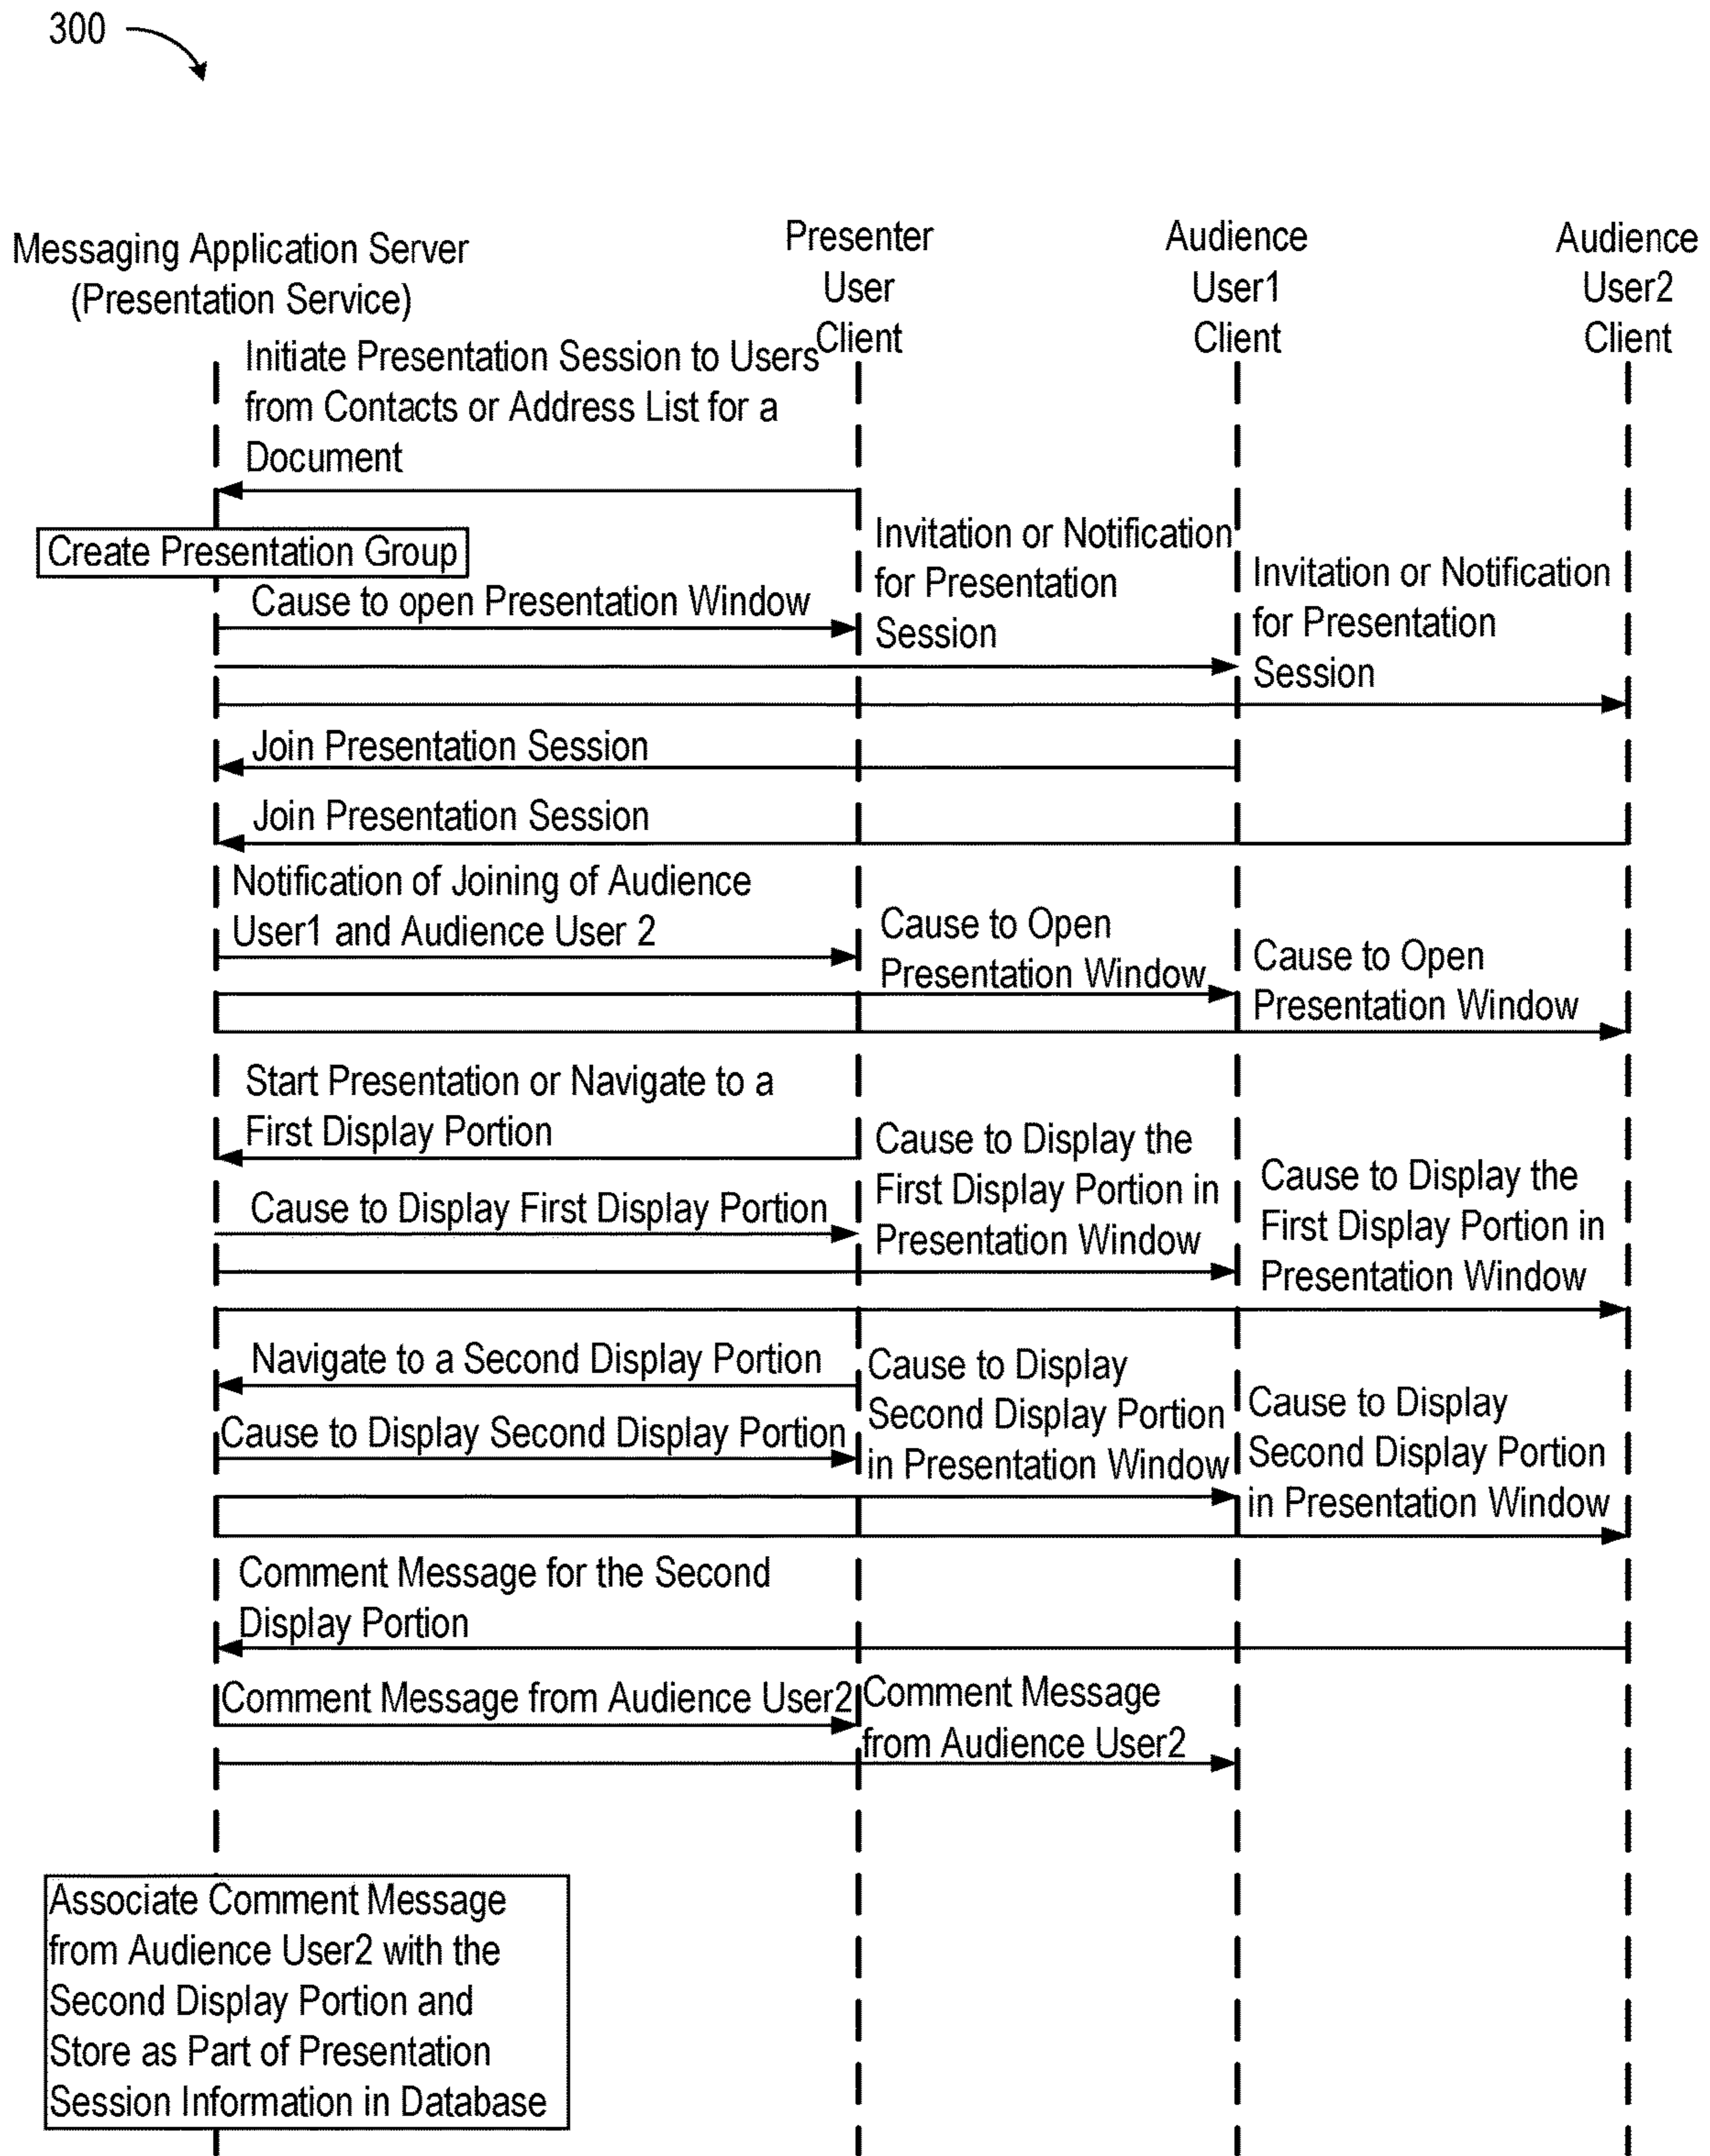 300
Messaging Application Server
(Presentation Service)
Presenter
User
Client
Audience
User1
Client
Audience
User2
Client
Initiate Presentation Session to Users
from Contacts or Address List for a
Document
Create Presentation Group
Cause to open Presentation Window
Invitation or Notification
for Presentation
Session
Invitation or Notification
for Presentation
Session
Join Presentation Session
Join Presentation Session
Notification of Joining of Audience
User1 and Audience User 2
Cause to Open
Presentation Window
Cause to Open
Presentation Window
Start Presentation or Navigate to a
First Display Portion
Cause to Display First Display Portion
Cause to Display the
First Display Portion in
Presentation Window
Cause to Display the
First Display Portion in
Presentation Window
Navigate to a Second Display Portion
Cause to Display Second Display Portion
Cause to Display
Second Display Portion
in Presentation Window
Cause to Display
Second Display Portion
in Presentation Window
Comment Message for the Second
Display Portion
Comment Message from Audience User2
Comment Message
from Audience User2
Associate Comment Message
from Audience User2 with the
Second Display Portion and
Store as Part of Presentation
Session Information in Database